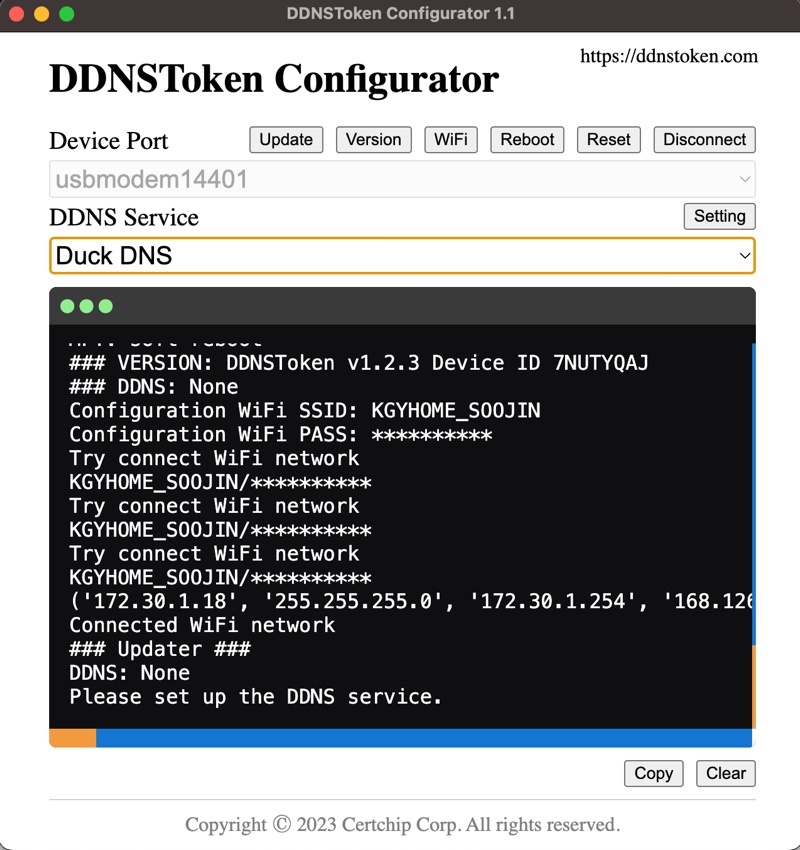 DDNSToken Configurator 1.1
https://ddnstoken.com
DDNSToken Configurator
Device Port Update Version WiFi Reboot Reset Disconnect
usbmodem14401
DDNS Service Setting
Duck DNS
### VERSION: DDNSToken v1.2.3 Device ID 7NUTYQAJ
### DDNS: None
Configuration WiFi SSID: KGYHOME_SOOJIN
Configuration WiFi PASS: **********
Try connect WiFi network
KGYHOME_SOOJIN/**********
Try connect WiFi network
KGYHOME_SOOJIN/**********
Try connect WiFi network
KGYHOME_SOOJIN/**********
('172.30.1.18', '255.255.255.0', '172.30.1.254', '168.126
Connected WiFi network
### Updater ###
DDNS: None
Please set up the DDNS service.
Copy Clear
Copyright © 2023 Certchip Corp. All rights reserved.